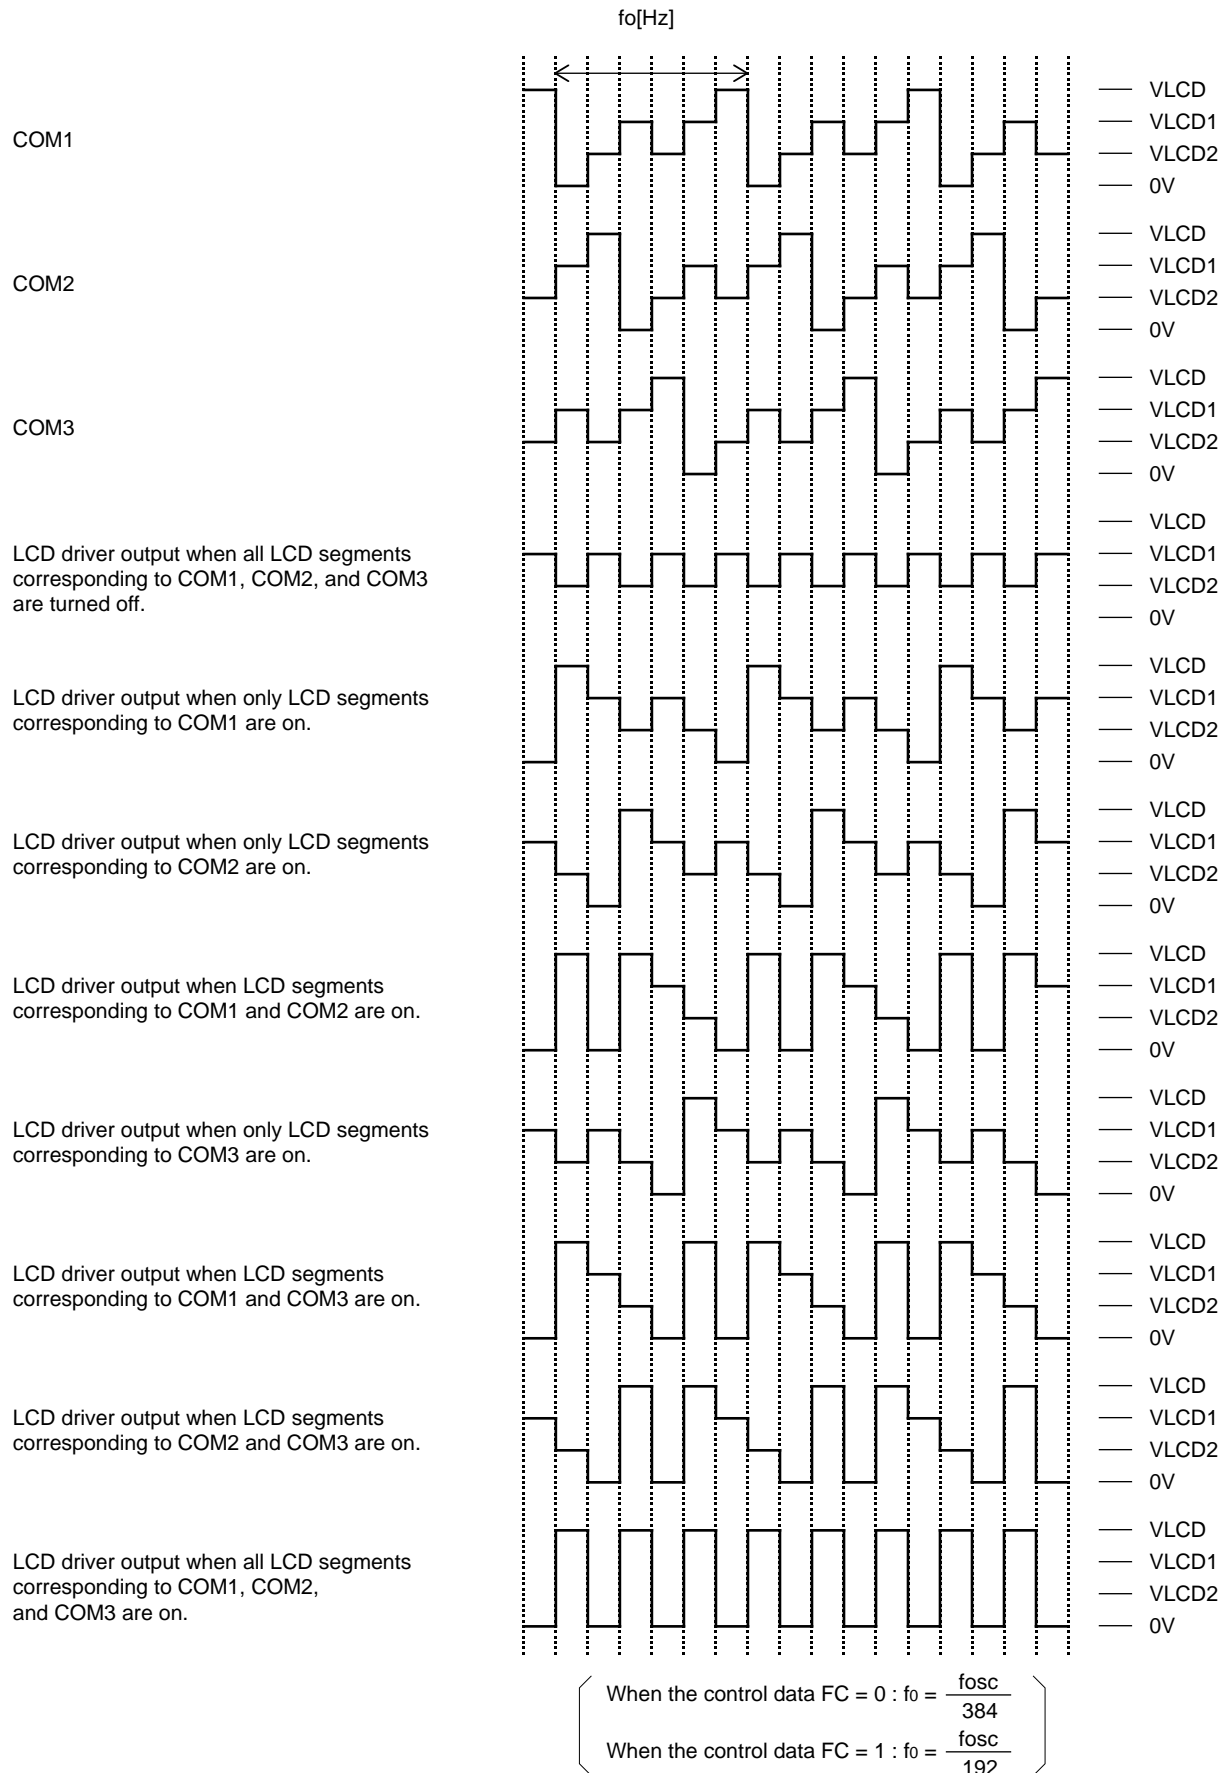 fo[Hz]
VLCD
VLCD1
COM1
VLCD2
0V
VLCD
VLCD1
COM2
VLCD2
0V
VLCD
VLCD1
COM3
VLCD2
0V
VLCD
LCD driver output when all LCD segments
corresponding to COM1, COM2, and COM3
are turned off.
VLCD1
VLCD2
0V
VLCD
LCD driver output when only LCD segments
corresponding to COM1 are on.
VLCD1
VLCD2
0V
VLCD
LCD driver output when only LCD segments
corresponding to COM2 are on.
VLCD1
VLCD2
0V
VLCD
LCD driver output when LCD segments
corresponding to COM1 and COM2 are on.
VLCD1
VLCD2
0V
VLCD
LCD driver output when only LCD segments
corresponding to COM3 are on.
VLCD1
VLCD2
0V
VLCD
LCD driver output when LCD segments
corresponding to COM1 and COM3 are on.
VLCD1
VLCD2
0V
VLCD
LCD driver output when LCD segments
corresponding to COM2 and COM3 are on.
VLCD1
VLCD2
0V
VLCD
LCD driver output when all LCD segments
corresponding to COM1, COM2,
and COM3 are on.
VLCD1
VLCD2
0V
When the control data FC = 0 : f0 = fosc
384
When the control data FC = 1 : f0 = fosc
192